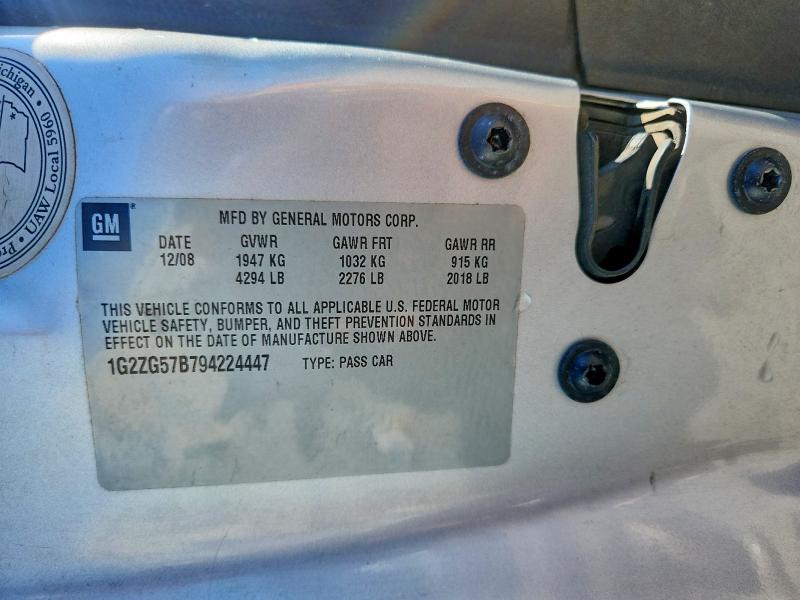 ichigan •
UAW Local 5960 •
GM®
MFD BY GENERAL MOTORS CORP.
DATE GVWR GAWR FRT GAWR RR
12/08 1947 KG 1032 KG 915 KG
4294 LB 2276 LB 2018 LB
THIS VEHICLE CONFORMS TO ALL APPLICABLE U.S. FEDERAL MOTOR
VEHICLE SAFETY, BUMPER, AND THEFT PREVENTION STANDARDS IN
EFFECT ON THE DATE OF MANUFACTURE SHOWN ABOVE.
1G2ZG57B794224447 TYPE: PASS CAR